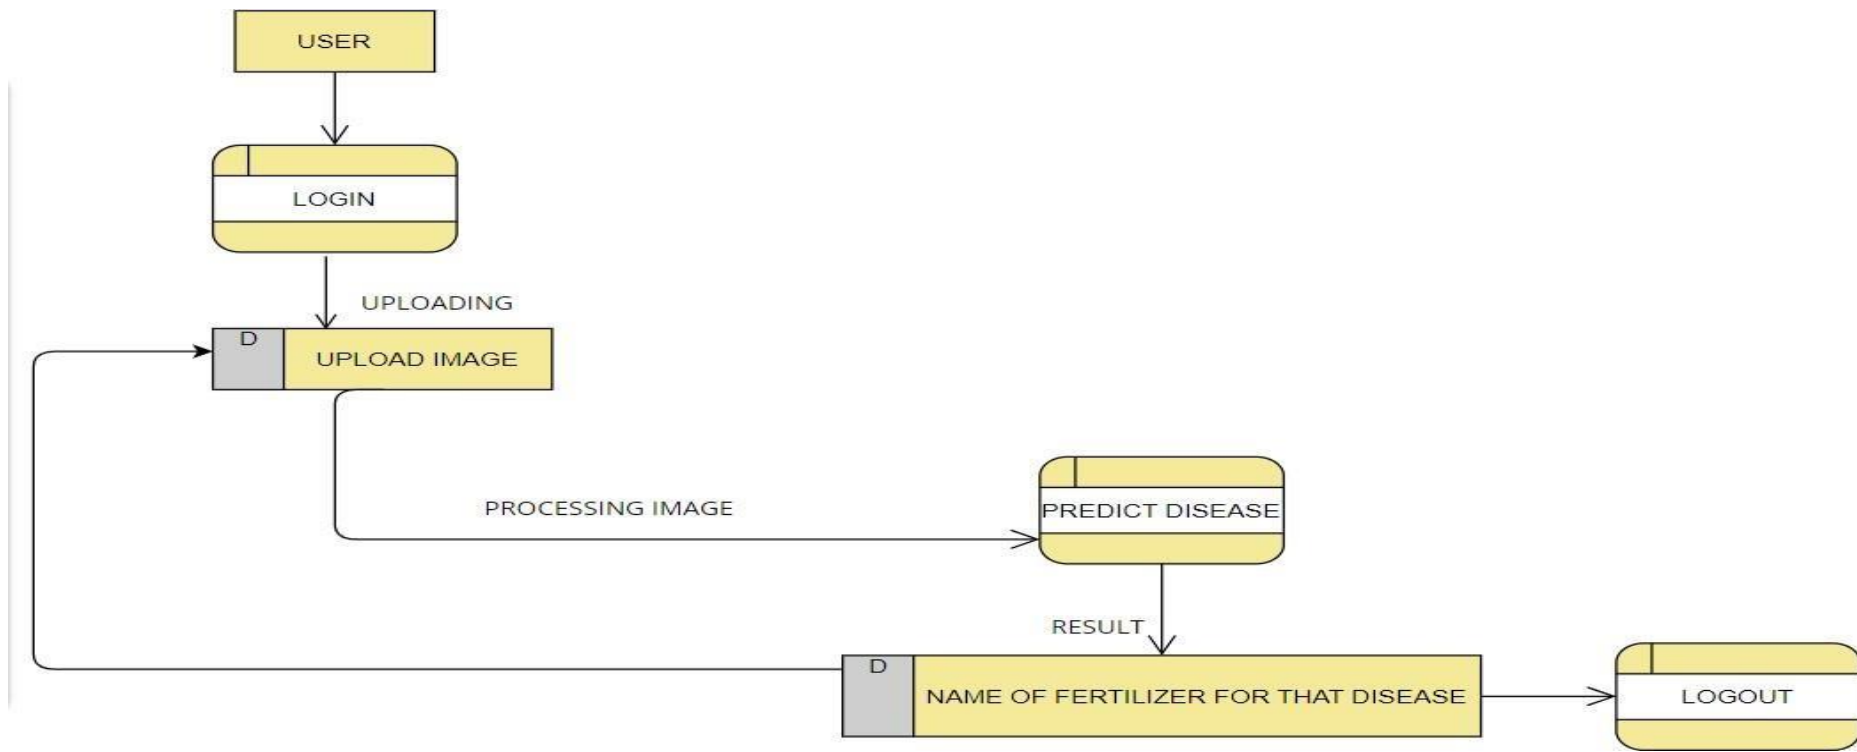 USER
LOGIN
UPLOADING
D
UPLOAD IMAGE
PROCESSING IMAGE
PREDICT DISEASE
RESULT
D
NAME OF FERTILIZER FOR THAT DISEASE
LOGOUT